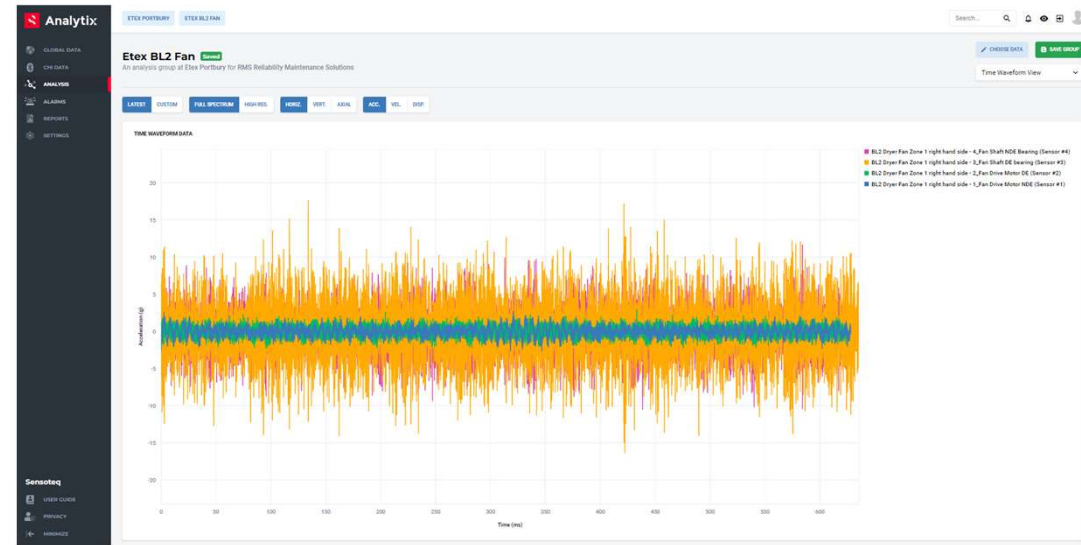 Analytix
ETEX PORTBURY ETEX BL2 FAN
Search...
GLOBAL DATA
CHI DATA
ANALYSIS
ALARMS
REPORTS
SETTINGS
Etex BL2 Fan Saved
An analysis group at Etex Portbury for RMS Reliability Maintenance Solutions
CHOOSE DATA SAVE GROUP
Time Waveform View
LATEST CUSTOM FULL SPECTRUM HIGH RES. HORIZ. VERT. AXIAL ACC. VEL. DISP.
TIME WAVEFORM DATA
BL2 Dryer Fan Zone 1 right hand side - 4_Fan Shaft NDE Bearing (Sensor #4)
BL2 Dryer Fan Zone 1 right hand side - 3_Fan Shaft DE bearing (Sensor #3)
BL2 Dryer Fan Zone 1 right hand side - 2_Fan Drive Motor DE (Sensor #2)
BL2 Dryer Fan Zone 1 right hand side - 1_Fan Drive Motor NDE (Sensor #1)
20
15
10
5
0
-5
-10
-15
-20
Acceleration (g)
0 50 100 150 200 250 300 350 400 450 500 550 600
Time (ms)
Sensoteq
USER GUIDE
PRIVACY
MINIMIZE